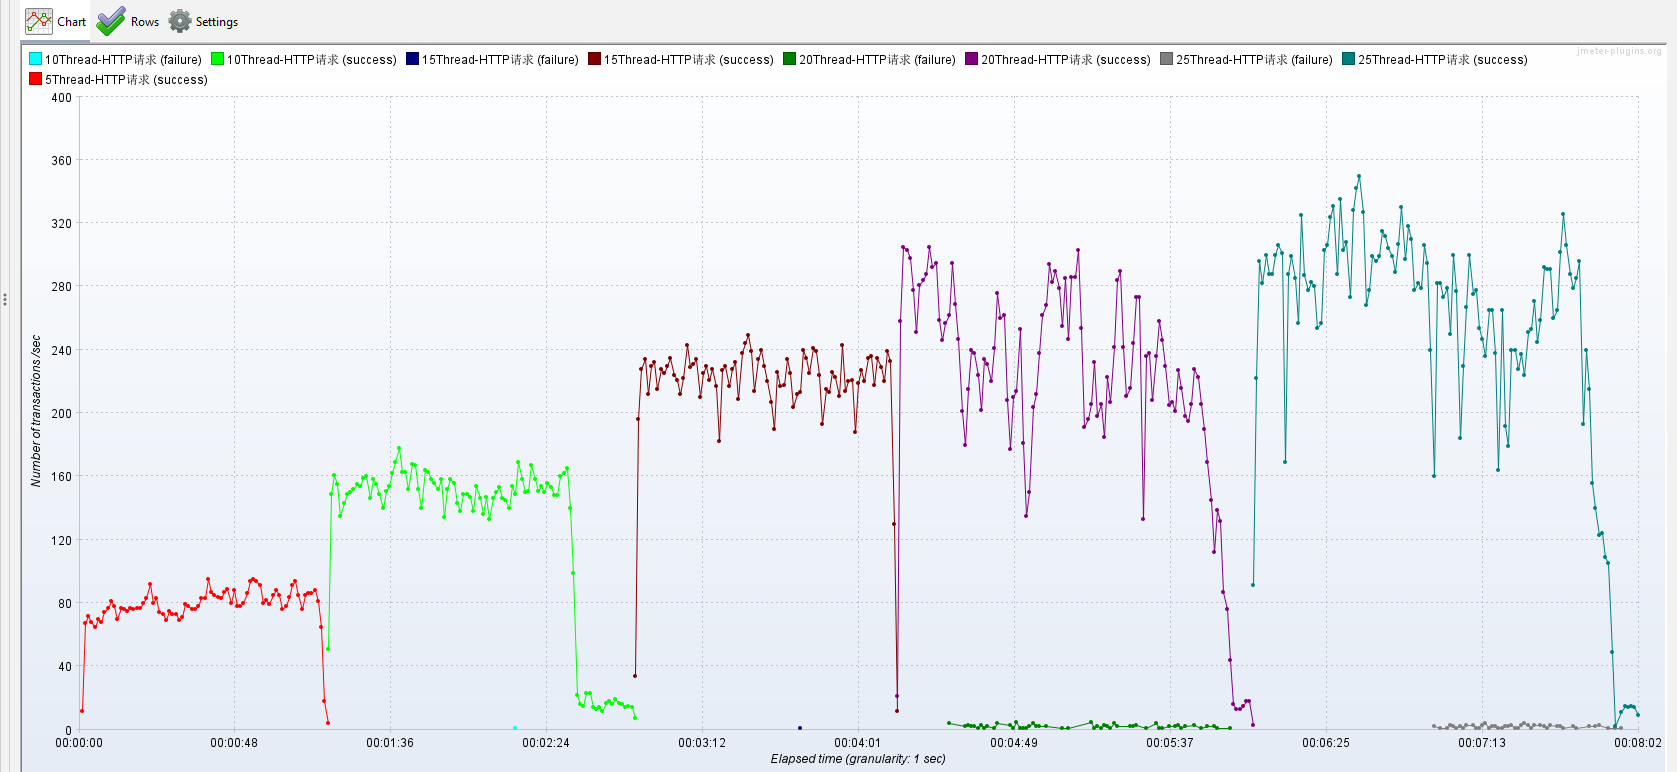 Chart Rows Settings
jmeter-plugins.org
10Thread-HTTP请求 (failure) 10Thread-HTTP请求 (success) 15Thread-HTTP请求 (failure) 15Thread-HTTP请求 (success) 20Thread-HTTP请求 (failure) 20Thread-HTTP请求 (success) 25Thread-HTTP请求 (failure) 25Thread-HTTP请求 (success)
5Thread-HTTP请求 (success)
400
360
320
280
240
200
160
120
80
40
0
Number of transactions /sec
00:00:00 00:00:48 00:01:36 00:02:24 00:03:12 00:04:01 00:04:49 00:05:37 00:06:25 00:07:13 00:08:02
Elapsed time (granularity: 1 sec)